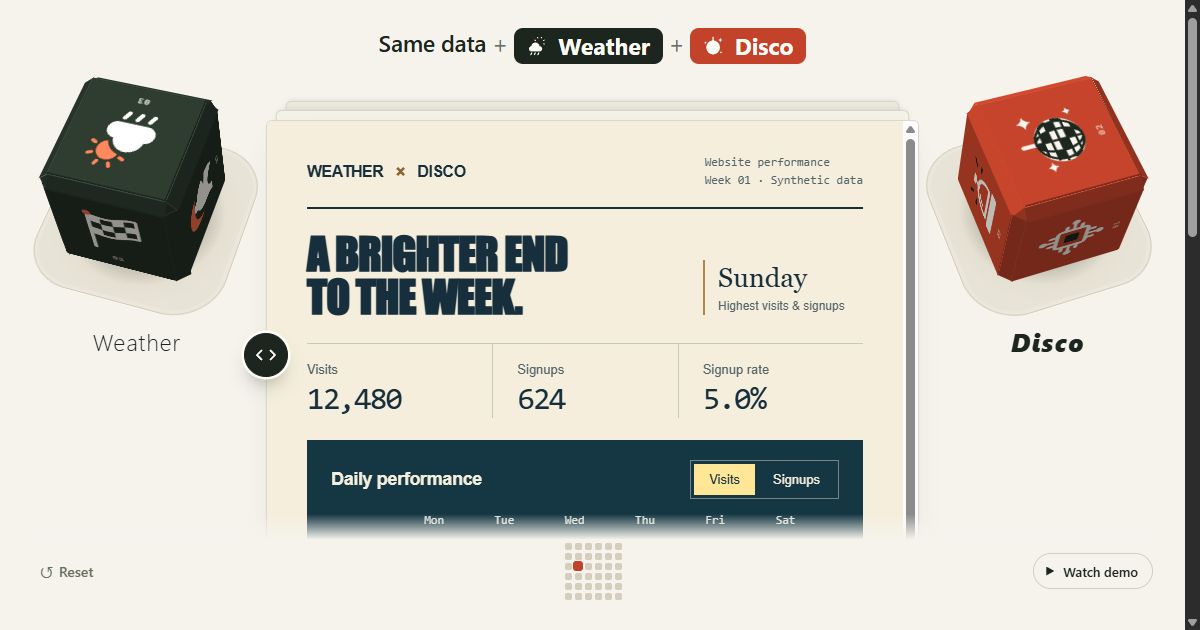 Same data + Weather + Disco
WEATHER × DISCO
Website performance
Week 01 · Synthetic data
A BRIGHTER END
TO THE WEEK.
Sunday
Highest visits & signups
Weather
Disco
Visits
12,480
Signups
624
Signup rate
5.0%
Daily performance
Visits
Signups
Mon Tue Wed Thu Fri Sat
Reset
Watch demo